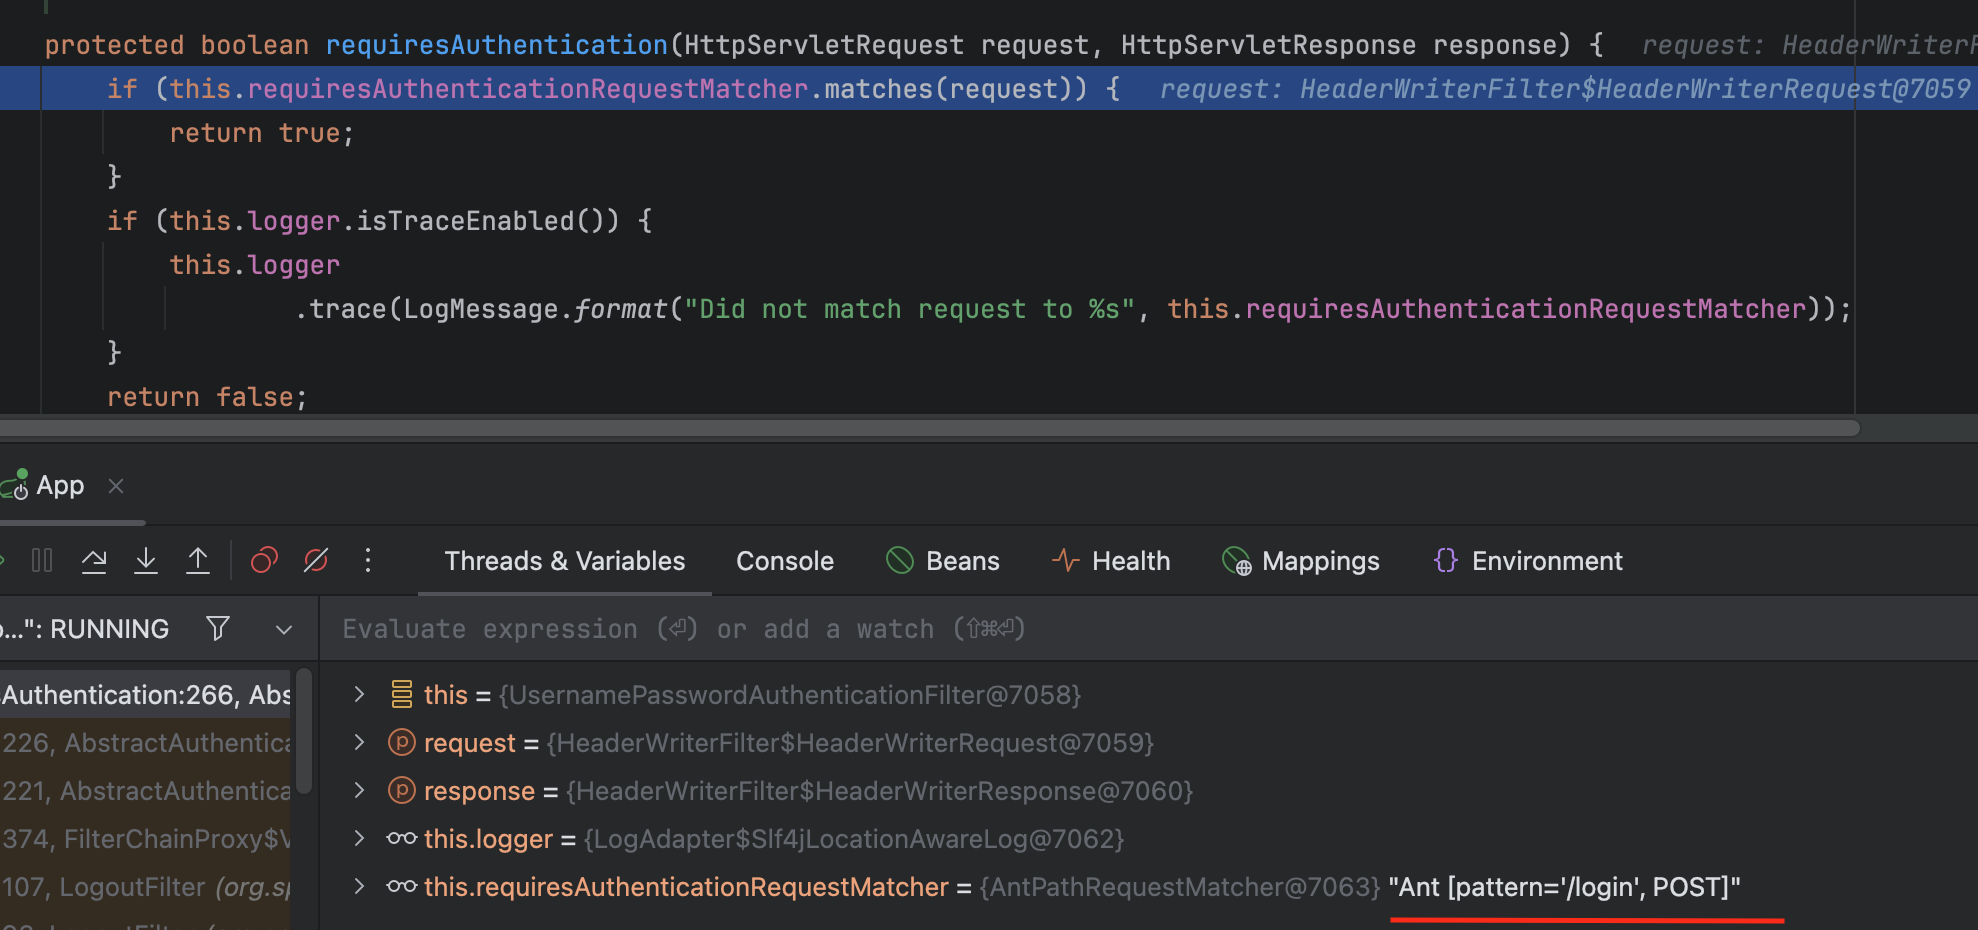 protected boolean requiresAuthentication(HttpServletRequest request, HttpServletResponse response) {   request: HeaderWriterF
if (this.requiresAuthenticationRequestMatcher.matches(request)) {   request: HeaderWriterFilter$HeaderWriterRequest@7059
return true;
}
if (this.logger.isTraceEnabled()) {
this.logger
.trace(LogMessage.format("Did not match request to %s", this.requiresAuthenticationRequestMatcher));
}
return false;
App
Threads & Variables Console Beans Health Mappings {} Environment
...": RUNNING Evaluate expression (⏎) or add a watch (⇧⌘⏎)
Authentication:266, Abs this = {UsernamePasswordAuthenticationFilter@7058}
226, AbstractAuthentica request = {HeaderWriterFilter$HeaderWriterRequest@7059}
221, AbstractAuthentica response = {HeaderWriterFilter$HeaderWriterResponse@7060}
374, FilterChainProxy$V this.logger = {LogAdapter$Slf4jLocationAwareLog@7062}
107, LogoutFilter (org.sp this.requiresAuthenticationRequestMatcher = {AntPathRequestMatcher@7063} "Ant [pattern='/login', POST]"